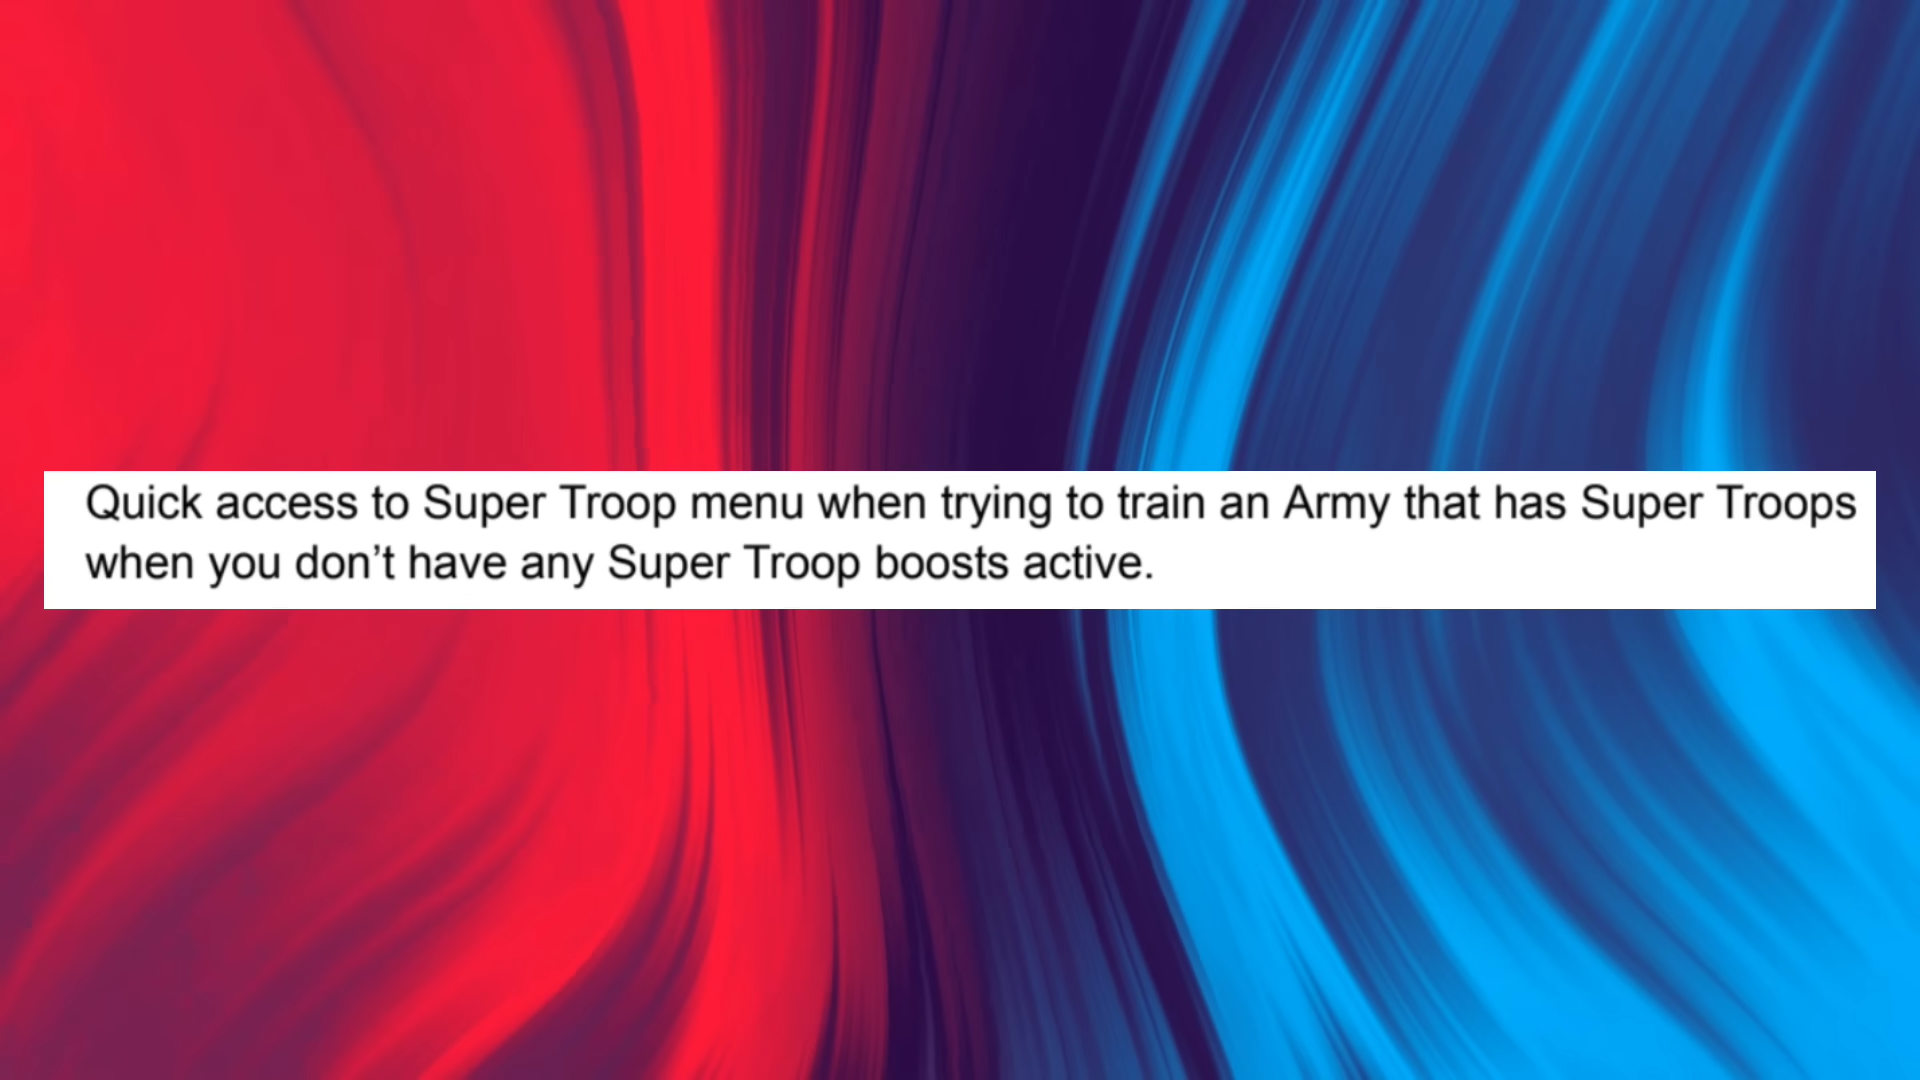 Quick access to Super Troop menu when trying to train an Army that has Super Troops
when you don’t have any Super Troop boosts active.